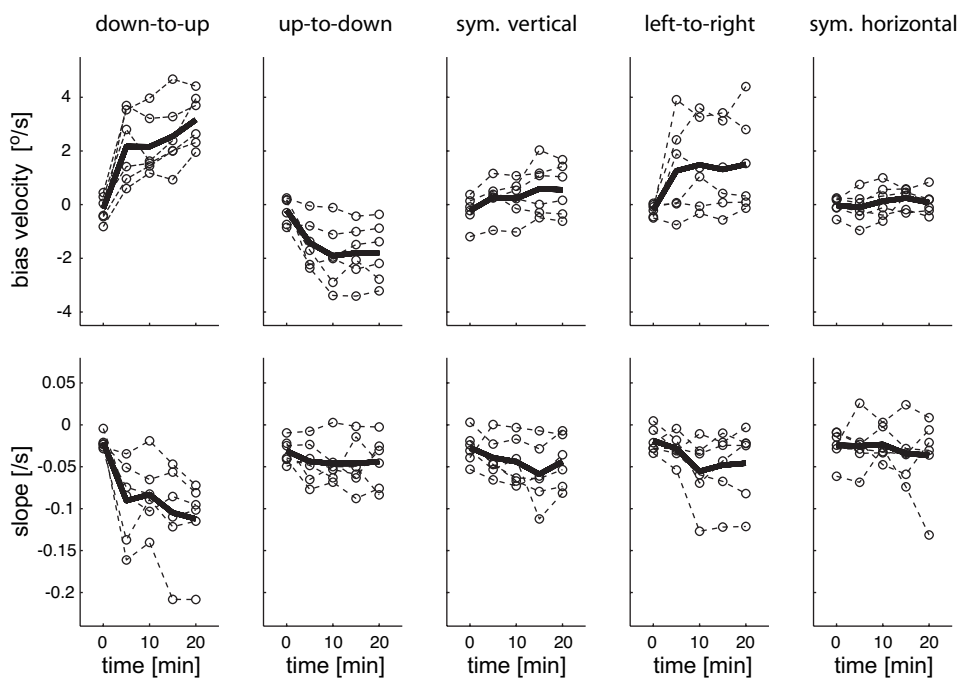 down-to-up up-to-down sym. vertical left-to-right sym. horizontal
bias velocity [º/s]
4
2
0
-2
-4
slope [/s]
0.05
0
-0.05
-0.1
-0.15
-0.2
0 10 20 0 10 20 0 10 20 0 10 20 0 10 20
time [min] time [min] time [min] time [min] time [min]